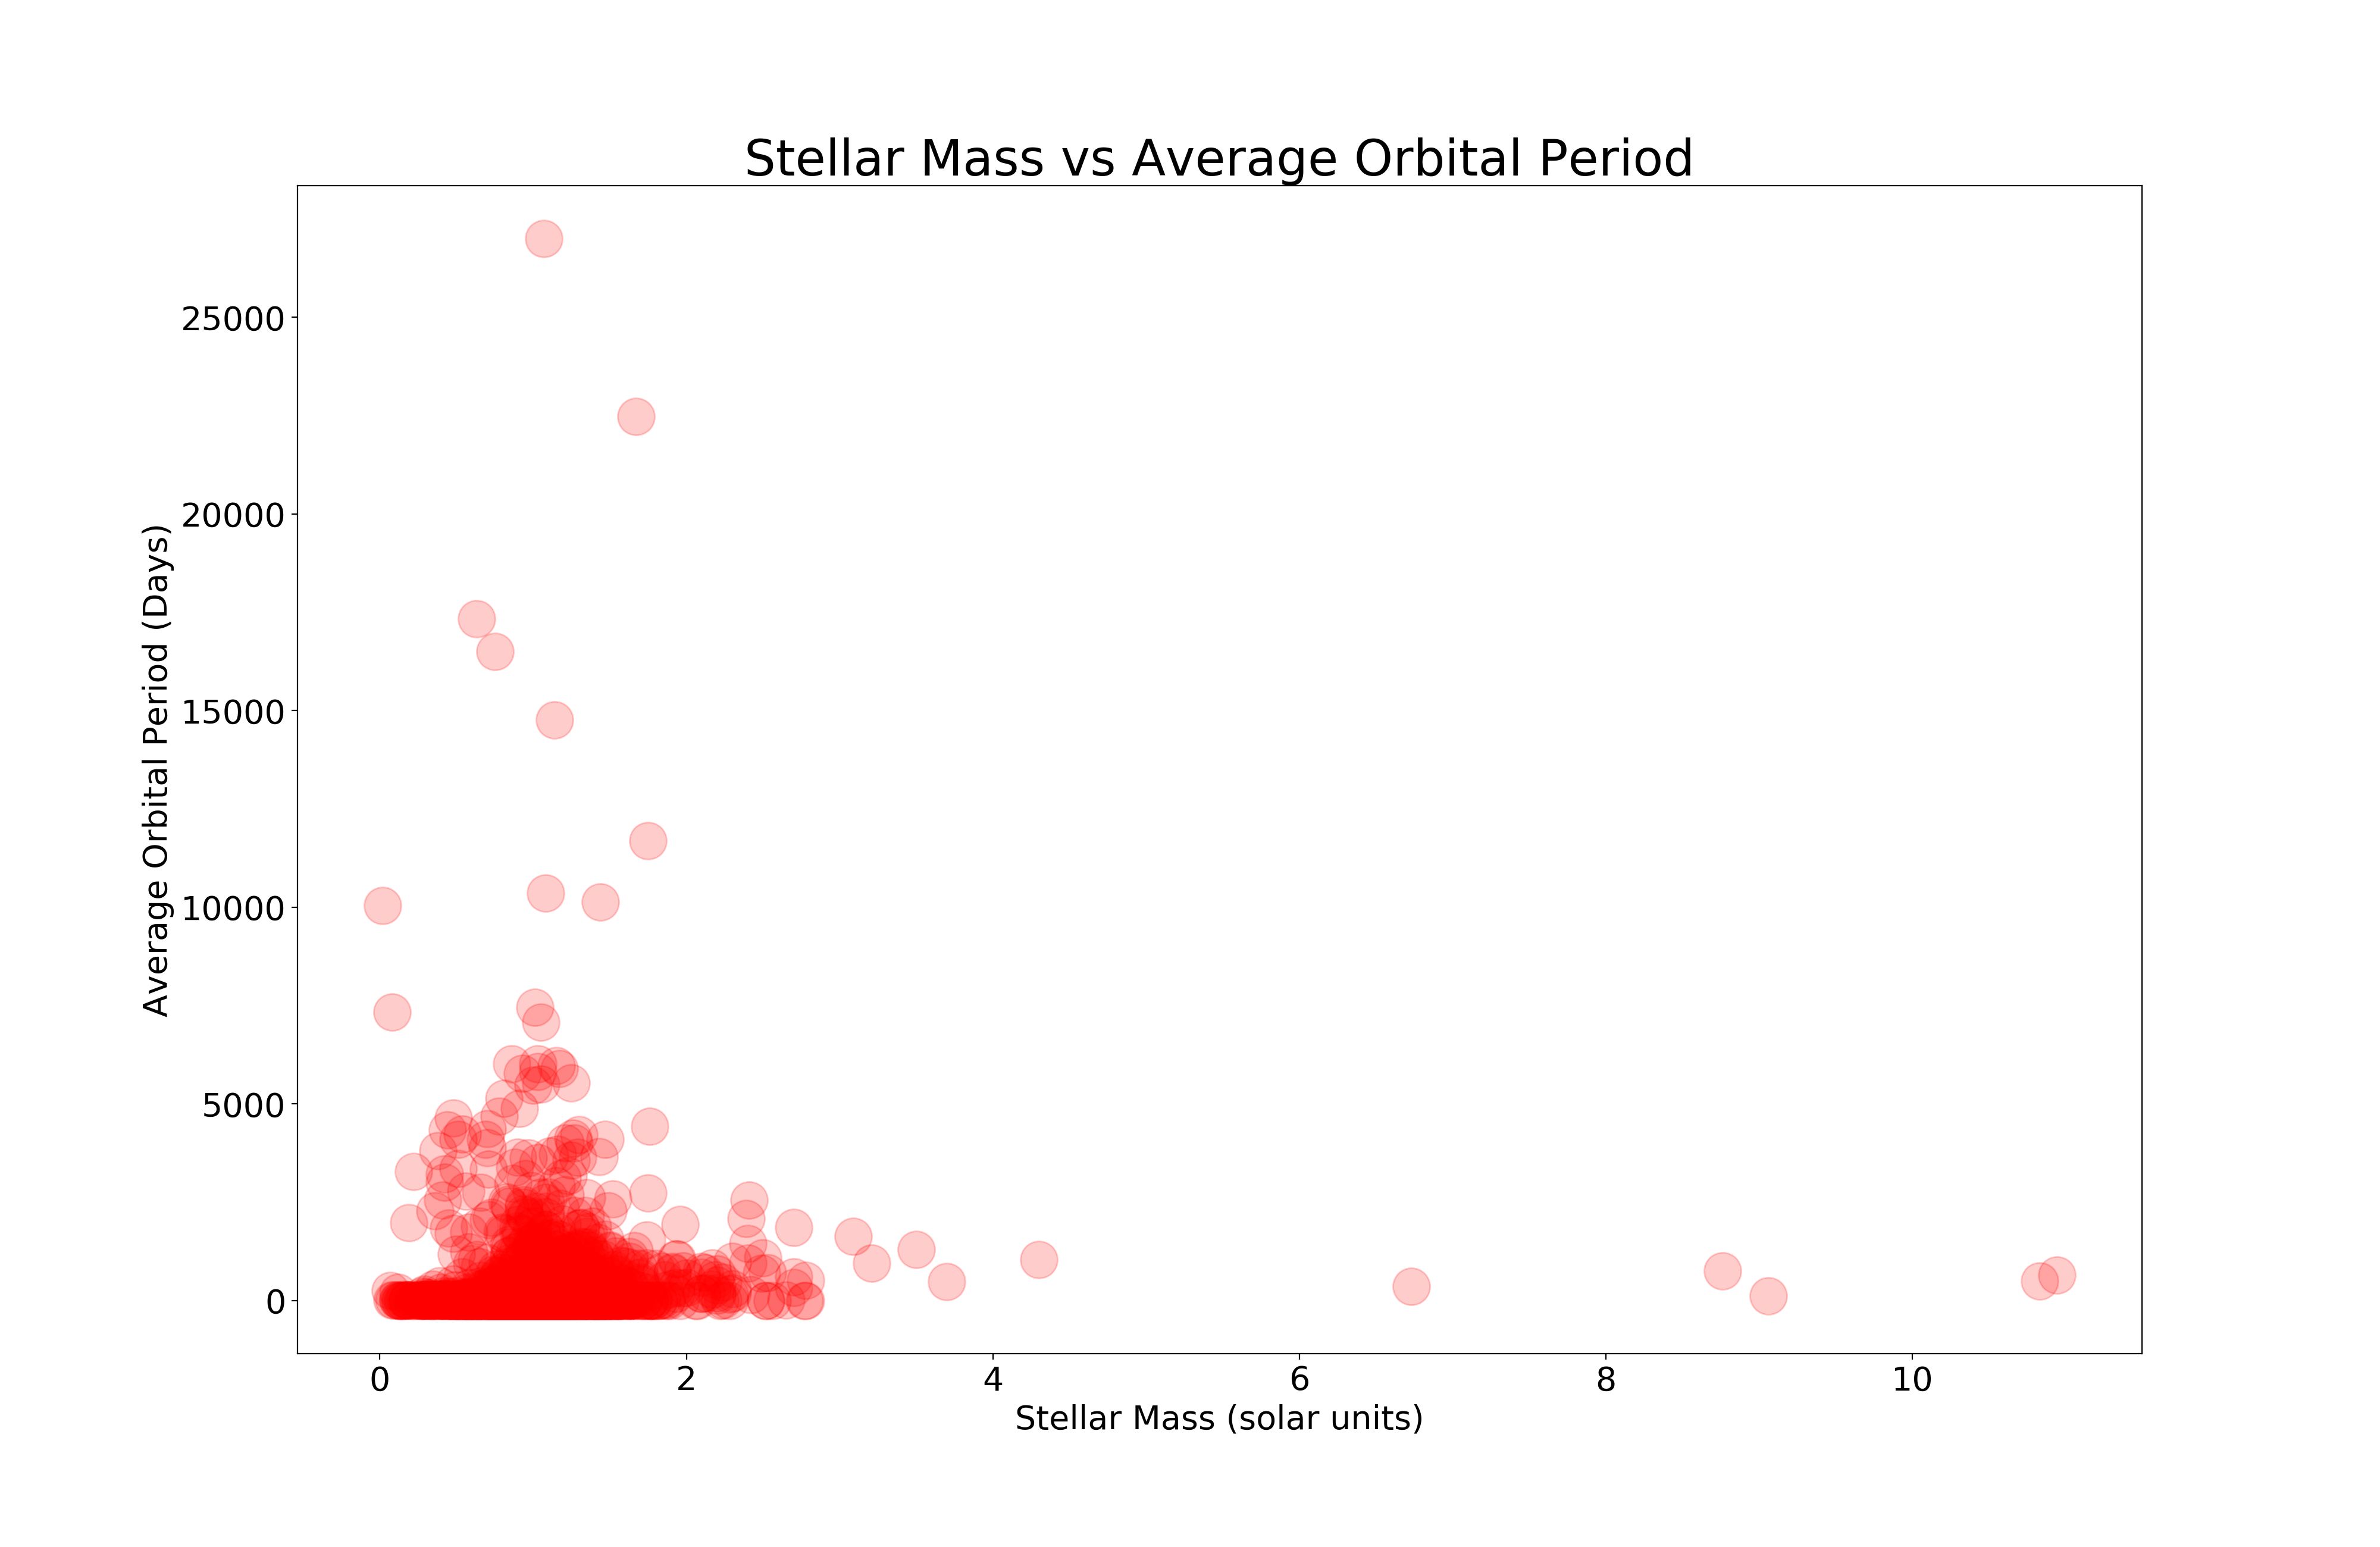 Stellar Mass vs Average Orbital Period
Average Orbital Period (Days)
25000
20000
15000
10000
5000
0
0 2 4 6 8 10
Stellar Mass (solar units)